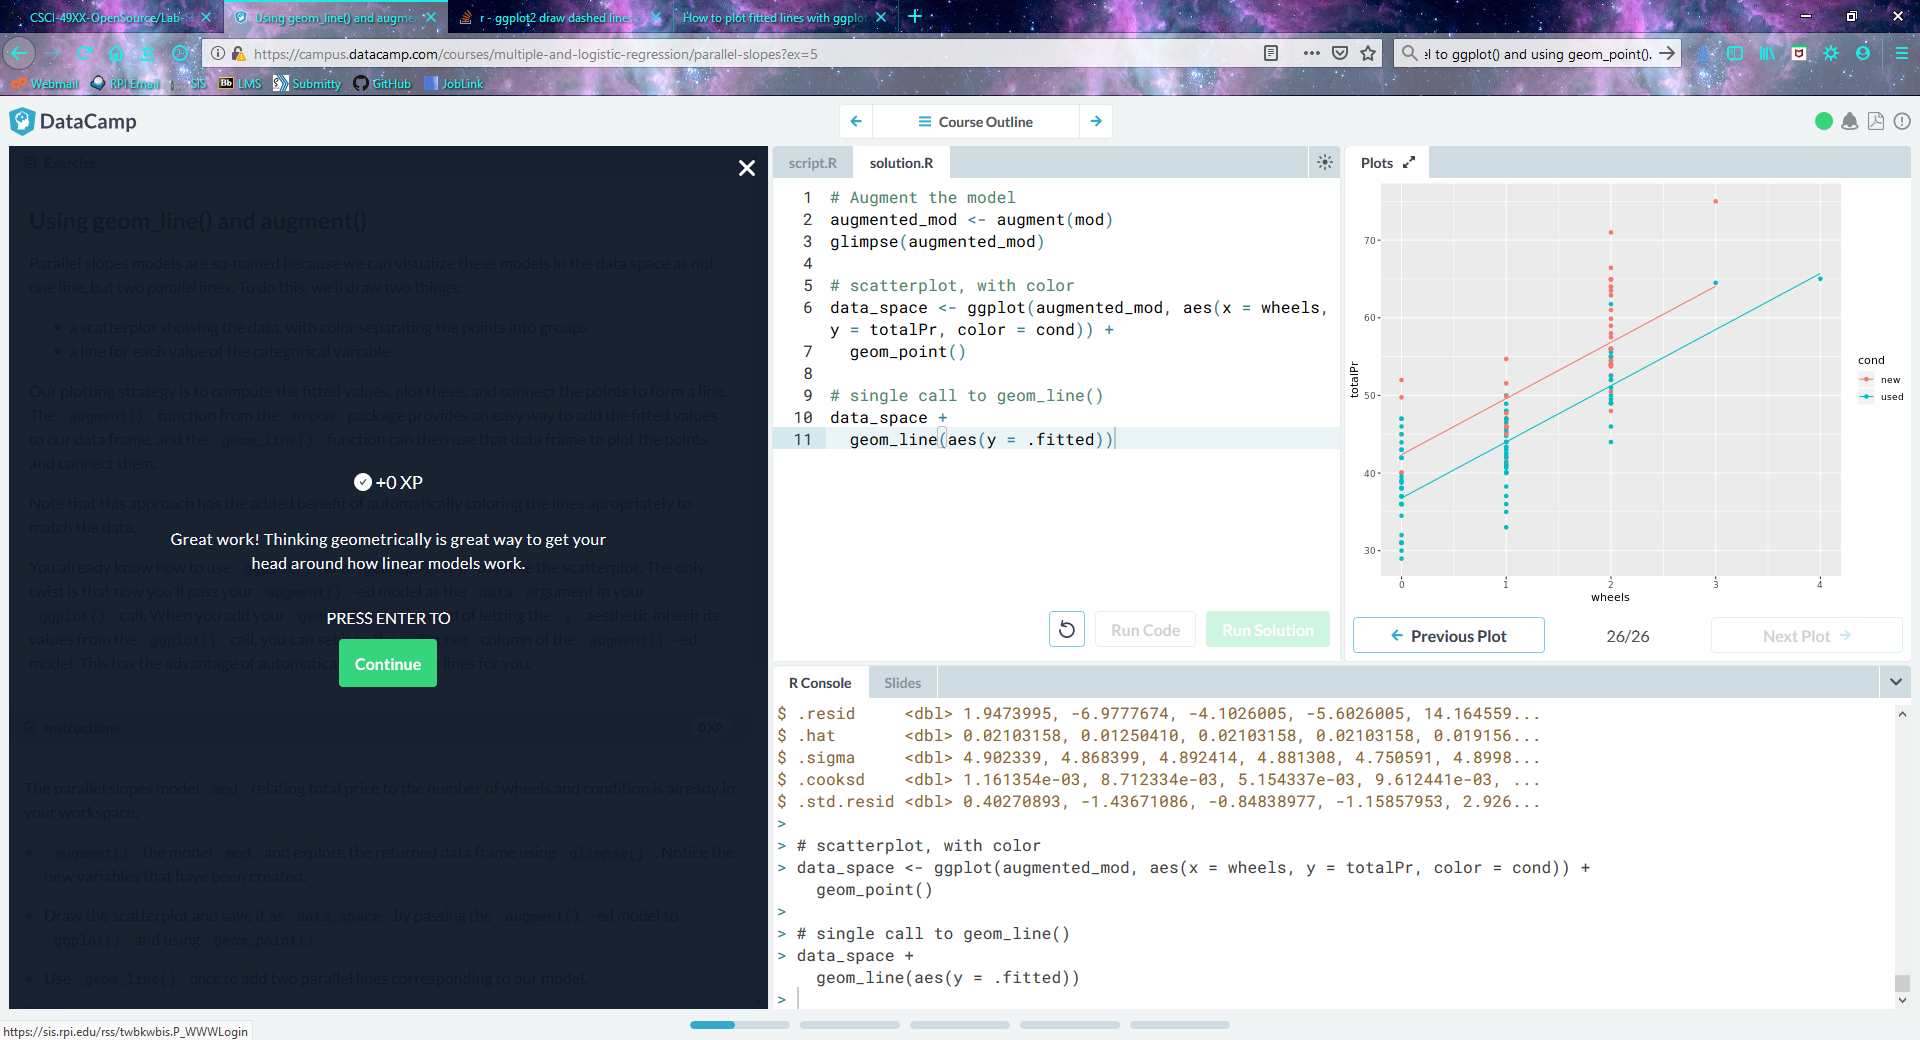 CSCI-49XX-OpenSource/Lab-
Using geom_line() and augme
r - ggplot2 draw dashed lines
How to plot fitted lines with ggplot
https://campus.datacamp.com/courses/multiple-and-logistic-regression/parallel-slopes?ex=5
el to ggplot() and using geom_point().
Webmail
RPI Email
SIS
Bb LMS
Submitty
GitHub
JobLink
DataCamp
Course Outline
Exercise
Using geom_line() and augment()
Parallel slopes models are so-named because we can visualize these models in the data space as not
one line, but two parallel lines. To do this, we'll draw two things:
a scatterplot showing the data, with color separating the points into groups
a line for each value of the categorical variable
Our plotting strategy is to compute the fitted values, plot these, and connect the points to form a line.
The augment() function from the broom package provides an easy way to add the fitted values
to our data frame, and the geom_line() function can then use that data frame to plot the points
and connect them.
Note that this approach has the added benefit of automatically coloring the lines apropriately to
match the data.
You already know how to use the scatterplot. The only
twist is that now you'll pass your augment() -ed model as the data argument in your
ggplot() call. When you add your of letting the y aesthetic inherit its
values from the ggplot() call, you can set column of the augment() -ed
model. This has the advantage of lines for you.
+0 XP
Great work! Thinking geometrically is great way to get your
head around how linear models work.
PRESS ENTER TO
Continue
Instructions
0 XP
The parallel slopes model mod relating total price to the number of wheels and condition is already in
your workspace.
augment() the model mod and explore the returned data frame using glimpse() . Notice the
new variables that have been created.
Draw the scatterplot and save it as data_space by passing the augment() -ed model to
ggplot() and using geom_point() .
Use geom_line() once to add two parallel lines corresponding to our model.
https://sis.rpi.edu/rss/twbkwbis.P_WWWLogin
script.R
solution.R
1 # Augment the model
2 augmented_mod <- augment(mod)
3 glimpse(augmented_mod)
4
5 # scatterplot, with color
6 data_space <- ggplot(augmented_mod, aes(x = wheels,
y = totalPr, color = cond)) +
7 geom_point()
8
9 # single call to geom_line()
10 data_space +
11 geom_line(aes(y = .fitted))
Run Code
Run Solution
Plots
70
60
50
40
30
totalPr
0 1 2 3 4
wheels
cond
new
used
Previous Plot
26/26
Next Plot
R Console
Slides
$ .resid <dbl> 1.9473995, -6.9777674, -4.1026005, -5.6026005, 14.164559...
$ .hat <dbl> 0.02103158, 0.01250410, 0.02103158, 0.02103158, 0.019156...
$ .sigma <dbl> 4.902339, 4.868399, 4.892414, 4.881308, 4.750591, 4.8998...
$ .cooksd <dbl> 1.161354e-03, 8.712334e-03, 5.154337e-03, 9.612441e-03, ...
$ .std.resid <dbl> 0.40270893, -1.43671086, -0.84838977, -1.15857953, 2.926...
>
> # scatterplot, with color
> data_space <- ggplot(augmented_mod, aes(x = wheels, y = totalPr, color = cond)) +
geom_point()
>
> # single call to geom_line()
> data_space +
geom_line(aes(y = .fitted))
>